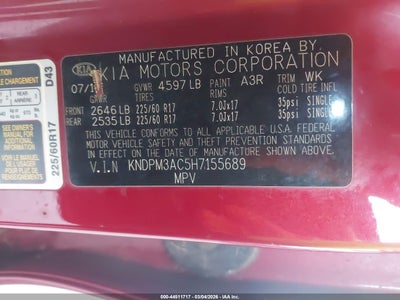 MANUFACTURED IN KOREA BY.
KIA KIA MOTORS CORPORATION
GVWR 4597 LB PAINT A3R TRIM WK
GAWR TIRES RIMS COLD TIRE INFL
FRONT 2646 LB 225/60 R17 7.0Jx17 35psi SINGLE
REAR 2535 LB 225/60 R17 7.0Jx17 35psi SINGLE
THIS VEHICLE CONFORMS TO ALL APPLICABLE U.S.A. FEDERAL
MOTOR VEHICLE SAFETY AND THEFT PREVENTION STANDARDS
IN EFFECT ON THE DATE OF MANUFACTURE SHOWN ABOVE.
V.I.N KNDPM3AC5H7155689
MPV
D43
225/60R17
000-44511717 - 03/04/2026 - IAA, Inc.